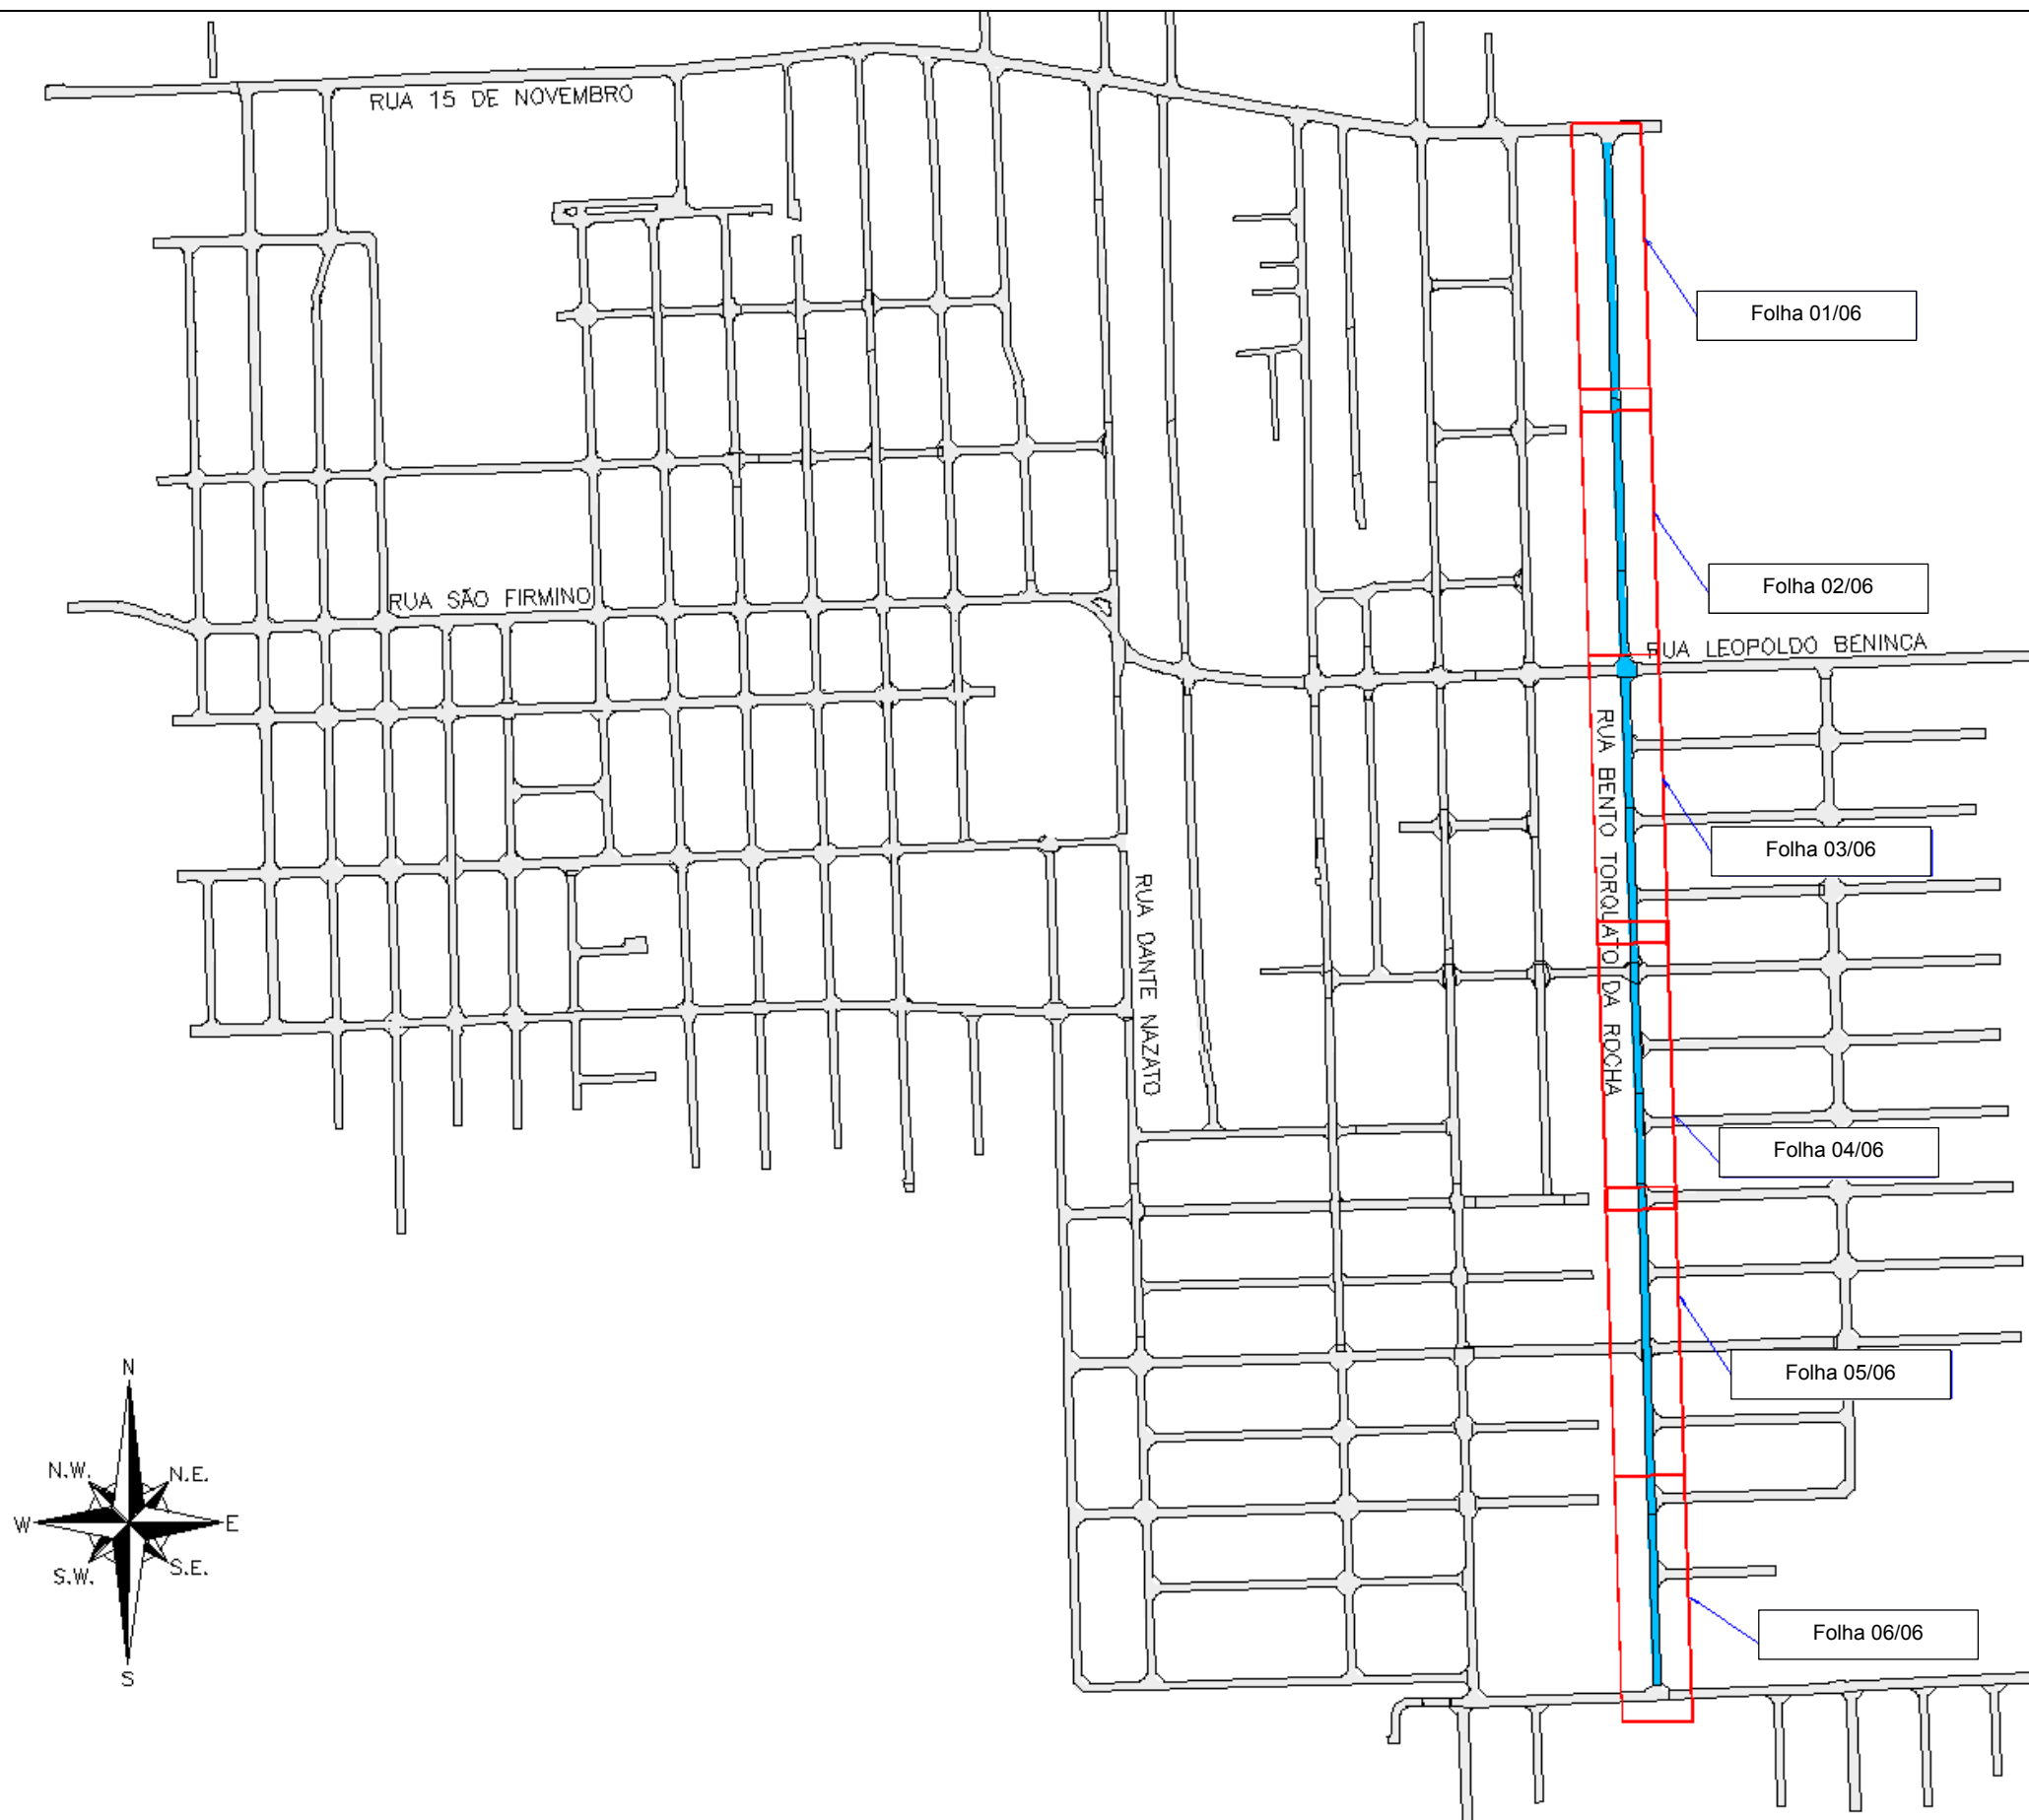 RUA 15 DE NOVEMBRO
Folha 01/06
Folha 02/06
RUA SÃO FIRMINO
RUA LEOPOLDO BENINCA
RUA BENTO TORQUATO DA ROCHA
Folha 03/06
RUA DANTE NAZATO
Folha 04/06
Folha 05/06
N
N.W.
N.E.
W
E
S.W.
S.E.
S
Folha 06/06